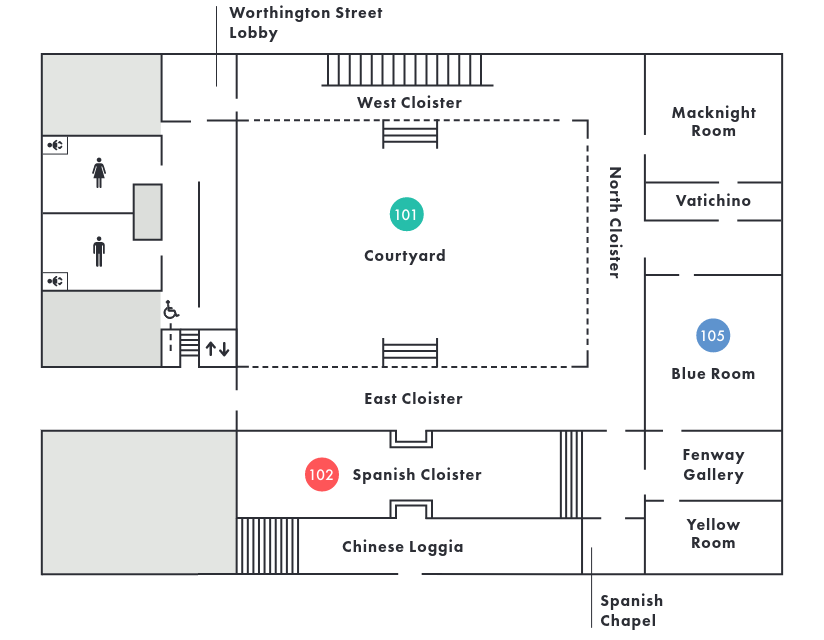 Worthington Street
Lobby
West Cloister
Macknight
Room
Vatichino
North Cloister
101
Courtyard
105
Blue Room
East Cloister
102
Spanish Cloister
Fenway
Gallery
Chinese Loggia
Yellow
Room
Spanish
Chapel